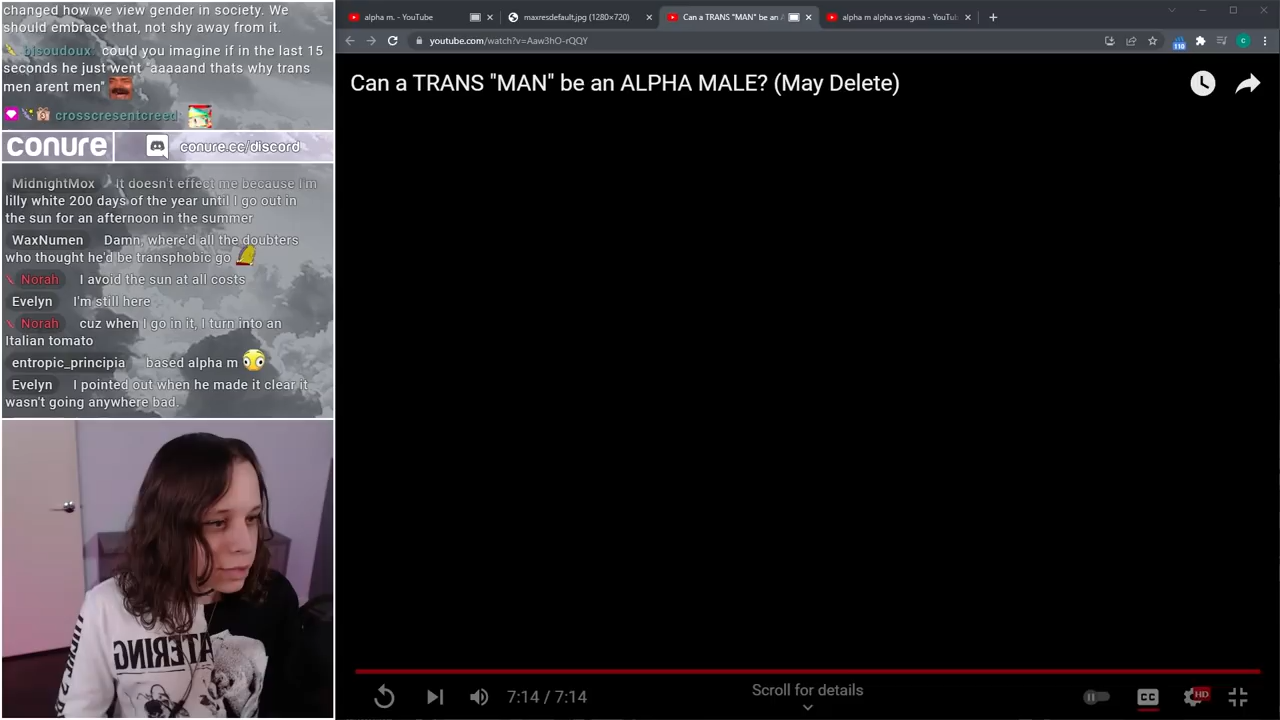 changed how we view gender in society. We
should embrace that, not shy away from it.
bjsoudoux: could you imagine if in the last 15
seconds he just went "aaaaand thats why trans
men arent men"
crosscresentcreed
conure
conure.cc/discord
MidnightMox It doesn't effect me because I'm
lilly white 200 days of the year until I go out in
the sun for an afternoon in the summer
WaxNumen Damn, where'd all the doubters
who thought he'd be transphobic go
Norah I avoid the sun at all costs
Evelyn I'm still here
Norah cuz when I go in it, I turn into an
Italian tomato
entropic_principia based alpha m
Evelyn I pointed out when he made it clear it
wasn't going anywhere bad.
alpha m. - YouTube
maxresdefault.jpg (1280×720)
Can a TRANS "MAN" be an A
alpha m alpha vs sigma - YouTub
youtube.com/watch?v=Aaw3hO-rQQY
110
C
Can a TRANS "MAN" be an ALPHA MALE? (May Delete)
7:14 / 7:14
Scroll for details
CC
HD